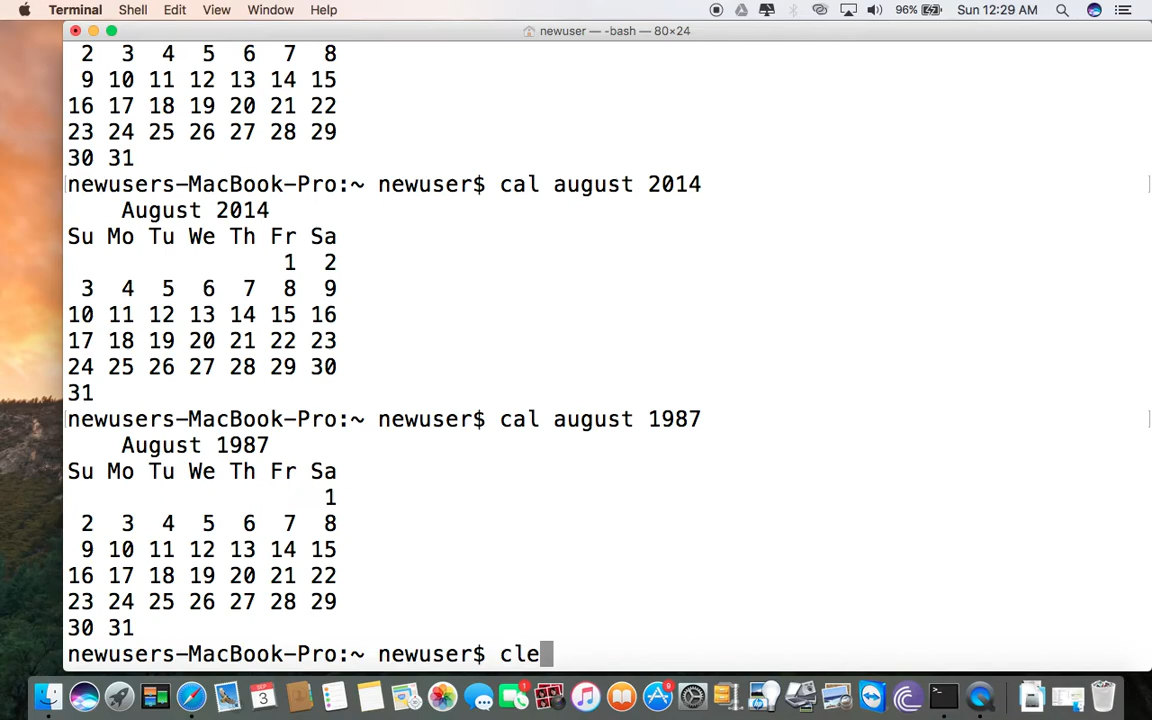 Terminal Shell Edit View Window Help 96% Sun 12:29 AM
newuser — -bash — 80×24
2 3 4 5 6 7 8
9 10 11 12 13 14 15
16 17 18 19 20 21 22
23 24 25 26 27 28 29
30 31
newusers-MacBook-Pro:~ newuser$ cal august 2014
August 2014
Su Mo Tu We Th Fr Sa
1 2
3 4 5 6 7 8 9
10 11 12 13 14 15 16
17 18 19 20 21 22 23
24 25 26 27 28 29 30
31
newusers-MacBook-Pro:~ newuser$ cal august 1987
August 1987
Su Mo Tu We Th Fr Sa
1
2 3 4 5 6 7 8
9 10 11 12 13 14 15
16 17 18 19 20 21 22
23 24 25 26 27 28 29
30 31
newusers-MacBook-Pro:~ newuser$ cle
SEP 3 1 9